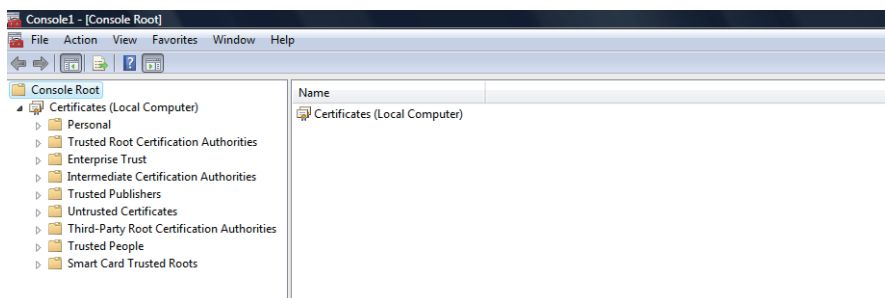 Console1 - [Console Root]
File Action View Favorites Window Help
Console Root
Certificates (Local Computer)
Personal
Trusted Root Certification Authorities
Enterprise Trust
Intermediate Certification Authorities
Trusted Publishers
Untrusted Certificates
Third-Party Root Certification Authorities
Trusted People
Smart Card Trusted Roots
Name
Certificates (Local Computer)